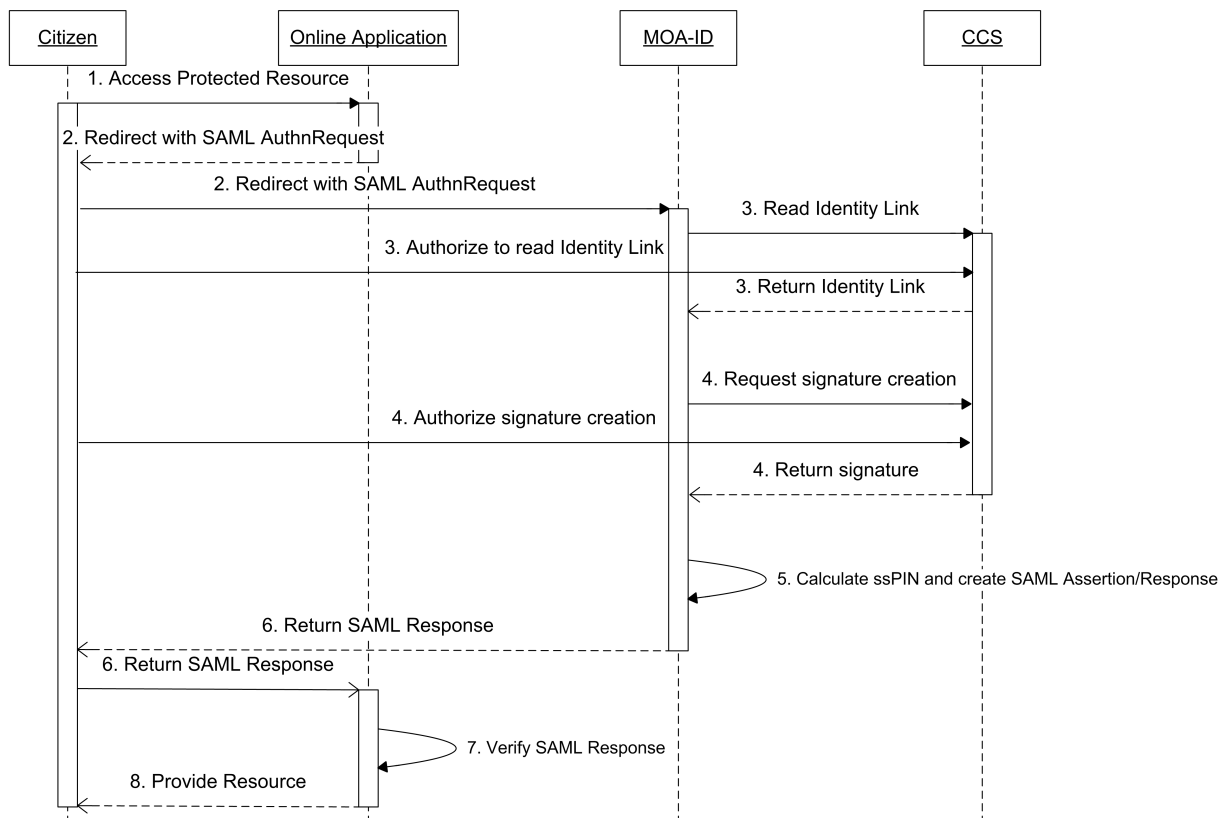 Citizen
Online Application
MOA-ID
CCS
1. Access Protected Resource
2. Redirect with SAML AuthnRequest
2. Redirect with SAML AuthnRequest
3. Read Identity Link
3. Authorize to read Identity Link
3. Return Identity Link
4. Request signature creation
4. Authorize signature creation
4. Return signature
5. Calculate ssPIN and create SAML Assertion/Response
6. Return SAML Response
6. Return SAML Response
7. Verify SAML Response
8. Provide Resource